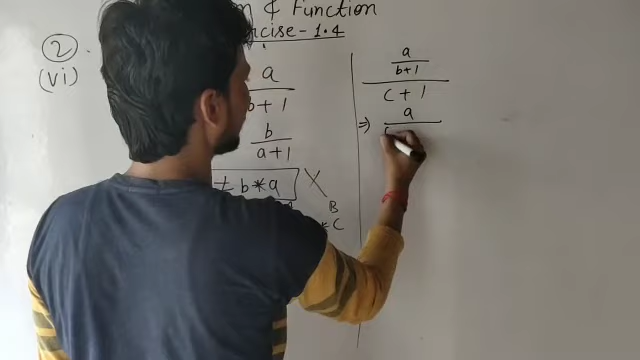 & Function
cise - 1.4
②
(vi)
a
b + 1
b
a + 1
≠ b * a X
B
* C
a
b + 1
c + 1
⇒ a
(